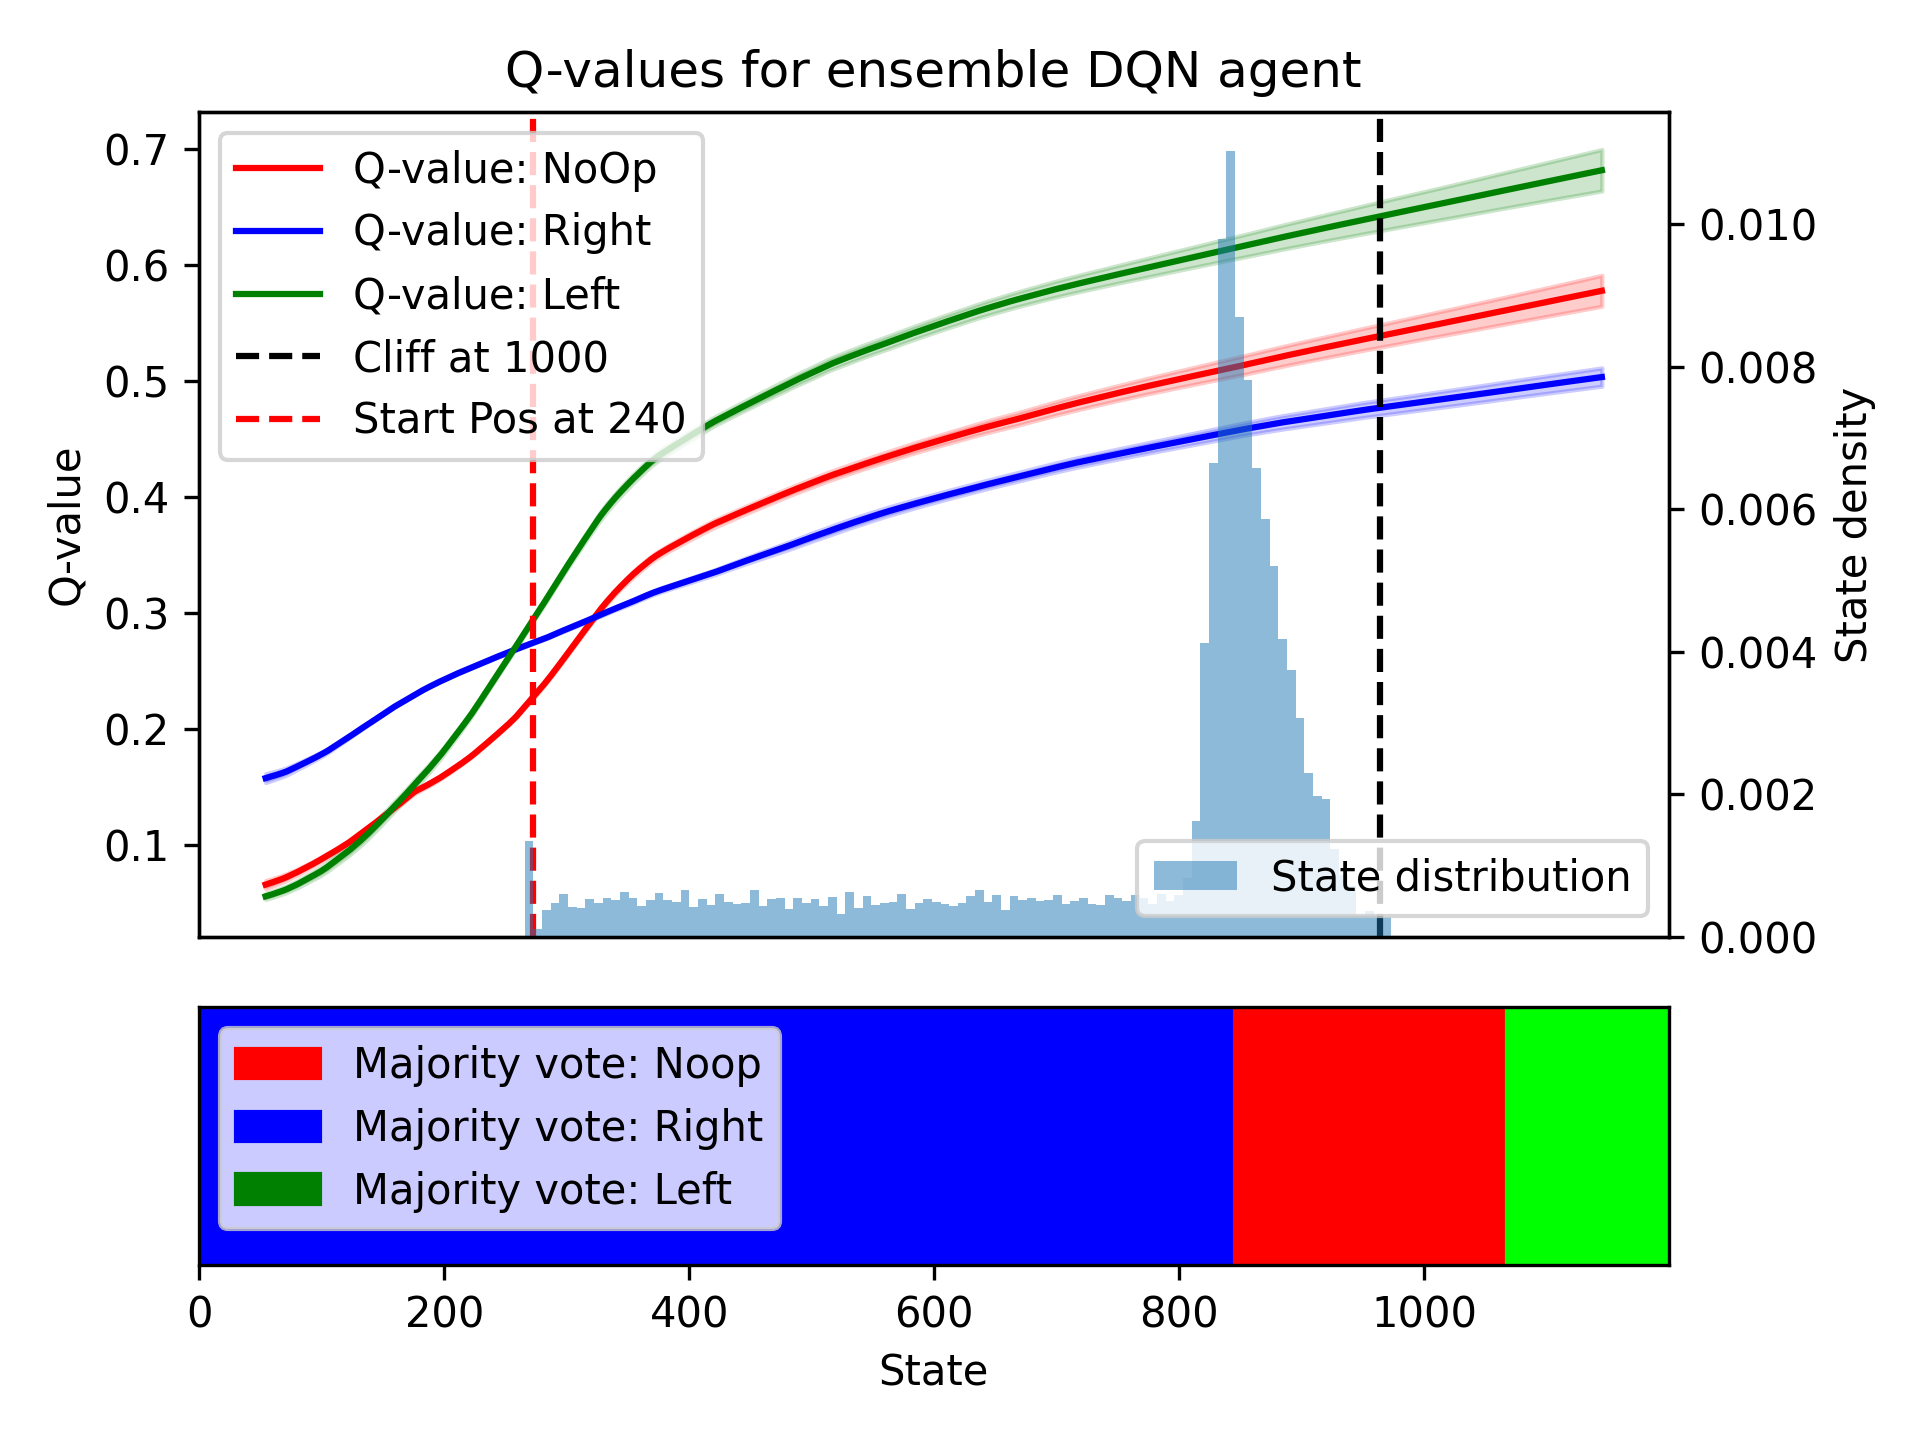 Q-values for ensemble DQN agent
Q-value: NoOp
Q-value: Right
Q-value: Left
Cliff at 1000
Start Pos at 240
0.7
0.6
0.5
0.4
0.3
0.2
0.1
Q-value
0.010
0.008
0.006
0.004
0.002
0.000
State density
State distribution
Majority vote: Noop
Majority vote: Right
Majority vote: Left
0 200 400 600 800 1000
State